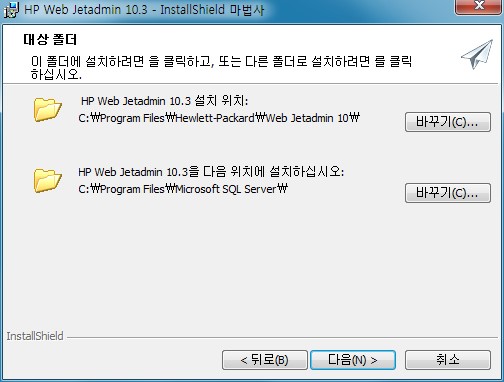 HP Web Jetadmin 10.3 - InstallShield 마법사
대상 폴더
이 폴더에 설치하려면 을 클릭하고, 또는 다른 폴더로 설치하려면 를 클릭
하십시오.
HP Web Jetadmin 10.3 설치 위치:
C:₩Program Files₩Hewlett-Packard₩Web Jetadmin 10₩
바꾸기(C)...
HP Web Jetadmin 10.3을 다음 위치에 설치하십시오:
C:₩Program Files₩Microsoft SQL Server₩
바꾸기(C)...
InstallShield
< 뒤로(B)
다음(N) >
취소